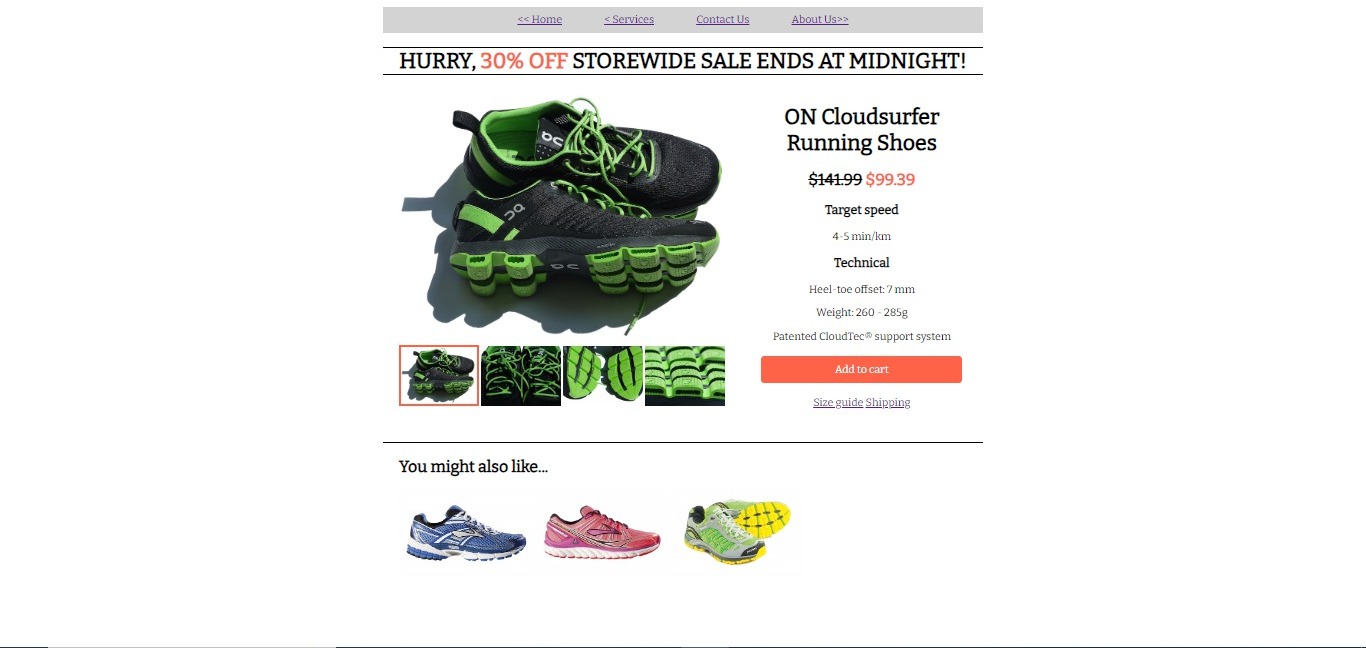 << Home < Services Contact Us About Us>>
HURRY, 30% OFF STOREWIDE SALE ENDS AT MIDNIGHT!
ON Cloudsurfer
Running Shoes
$141.99 $99.39
Target speed
4-5 min/km
Technical
Heel-toe offset: 7 mm
Weight: 260 - 285g
Patented CloudTec® support system
Add to cart
Size guide Shipping
You might also like...